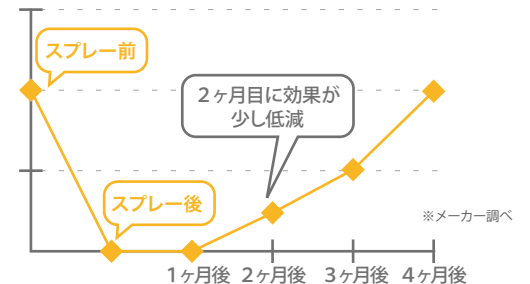 スプレー前
２ヶ月目に効果が
少し低減
スプレー後
※メーカー調べ
1ヶ月後 2ヶ月後 3ヶ月後 4ヶ月後